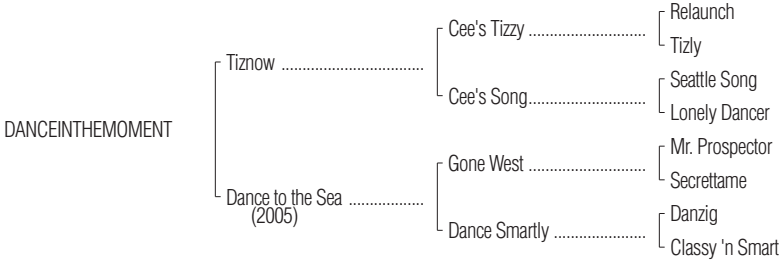 Relaunch
Cee's Tizzy ..............................
Tizly
Tiznow ....................................
Seattle Song
Cee's Song..............................
Lonely Dancer
DANCEINTHEMOMENT
Mr. Prospector
Gone West ..............................
Secrettame
Dance to the Sea ...................
(2005)
Danzig
Dance Smartly ........................
Classy 'n Smart